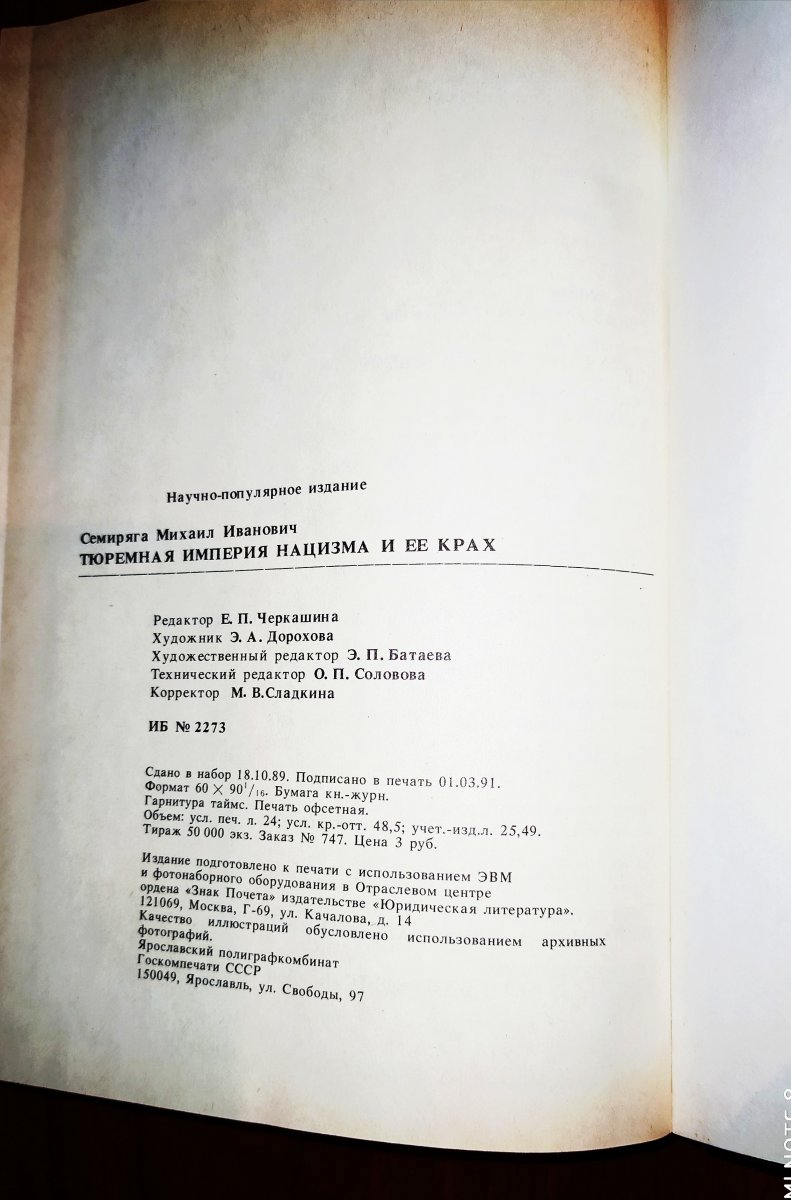 Научно-популярное издание
Семиряга Михаил Иванович
ТЮРЕМНАЯ ИМПЕРИЯ НАЦИЗМА И ЕЕ КРАХ
Редактор Е. П. Черкашина
Художник Э. А. Дорохова
Художественный редактор Э. П. Батаева
Технический редактор О. П. Соловова
Корректор М. В.Сладкина
ИБ № 2273
Сдано в набор 18.10.89. Подписано в печать 01.03.91.
Формат 60 X 90¹/₁₆. Бумага кн.-журн.
Гарнитура таймс. Печать офсетная.
Объем: усл. печ. л. 24; усл. кр.-отт. 48,5; учет.-изд.л. 25,49.
Тираж 50 000 экз. Заказ № 747. Цена 3 руб.
Издание подготовлено к печати с использованием ЭВМ
и фотонаборного оборудования в Отраслевом центре
ордена «Знак Почета» издательстве «Юридическая литература».
121069, Москва, Г-69, ул. Качалова, д. 14
Качество иллюстраций обусловлено использованием архивных
фотографий.
Ярославский полиграфкомбинат
Госкомпечати СССР
150049, Ярославль, ул. Свободы, 97
MI NOTE 8